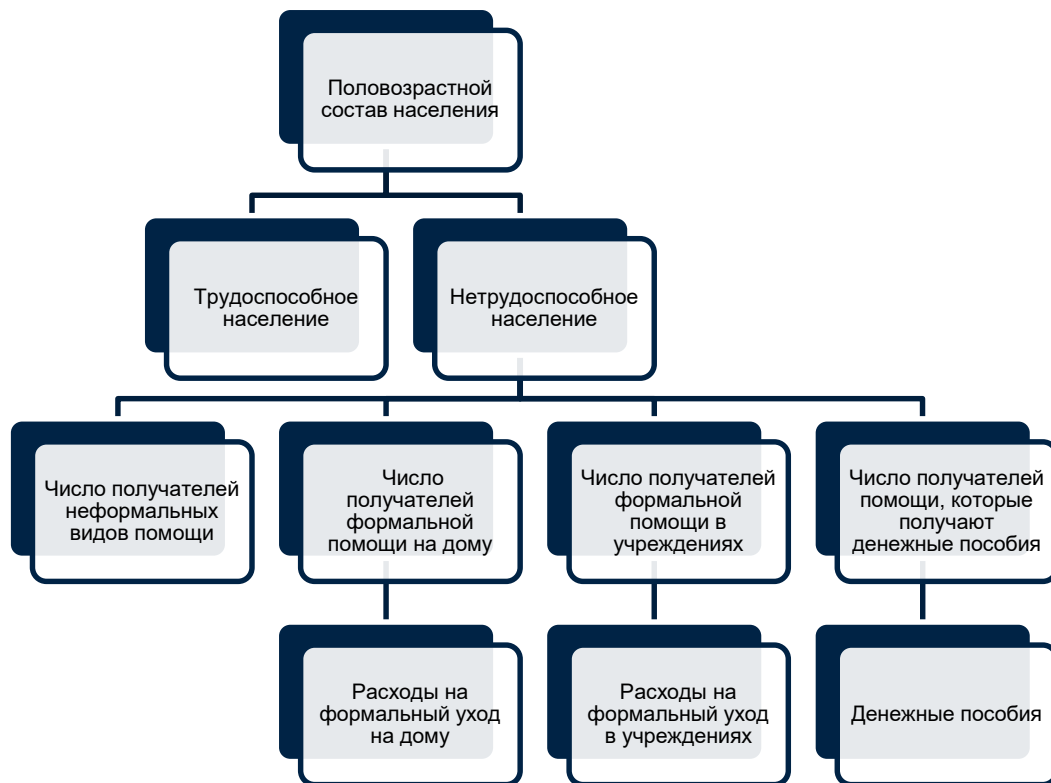 Половозрастной
состав населения
Трудоспособное
население
Нетрудоспособное
население
Число получателей
неформальных
видов помощи
Число
получателей
формальной
помощи на дому
Число получателей
формальной
помощи в
учреждениях
Число получателей
помощи, которые
получают
денежные пособия
Расходы на
формальный уход
на дому
Расходы на
формальный уход
в учреждениях
Денежные пособия